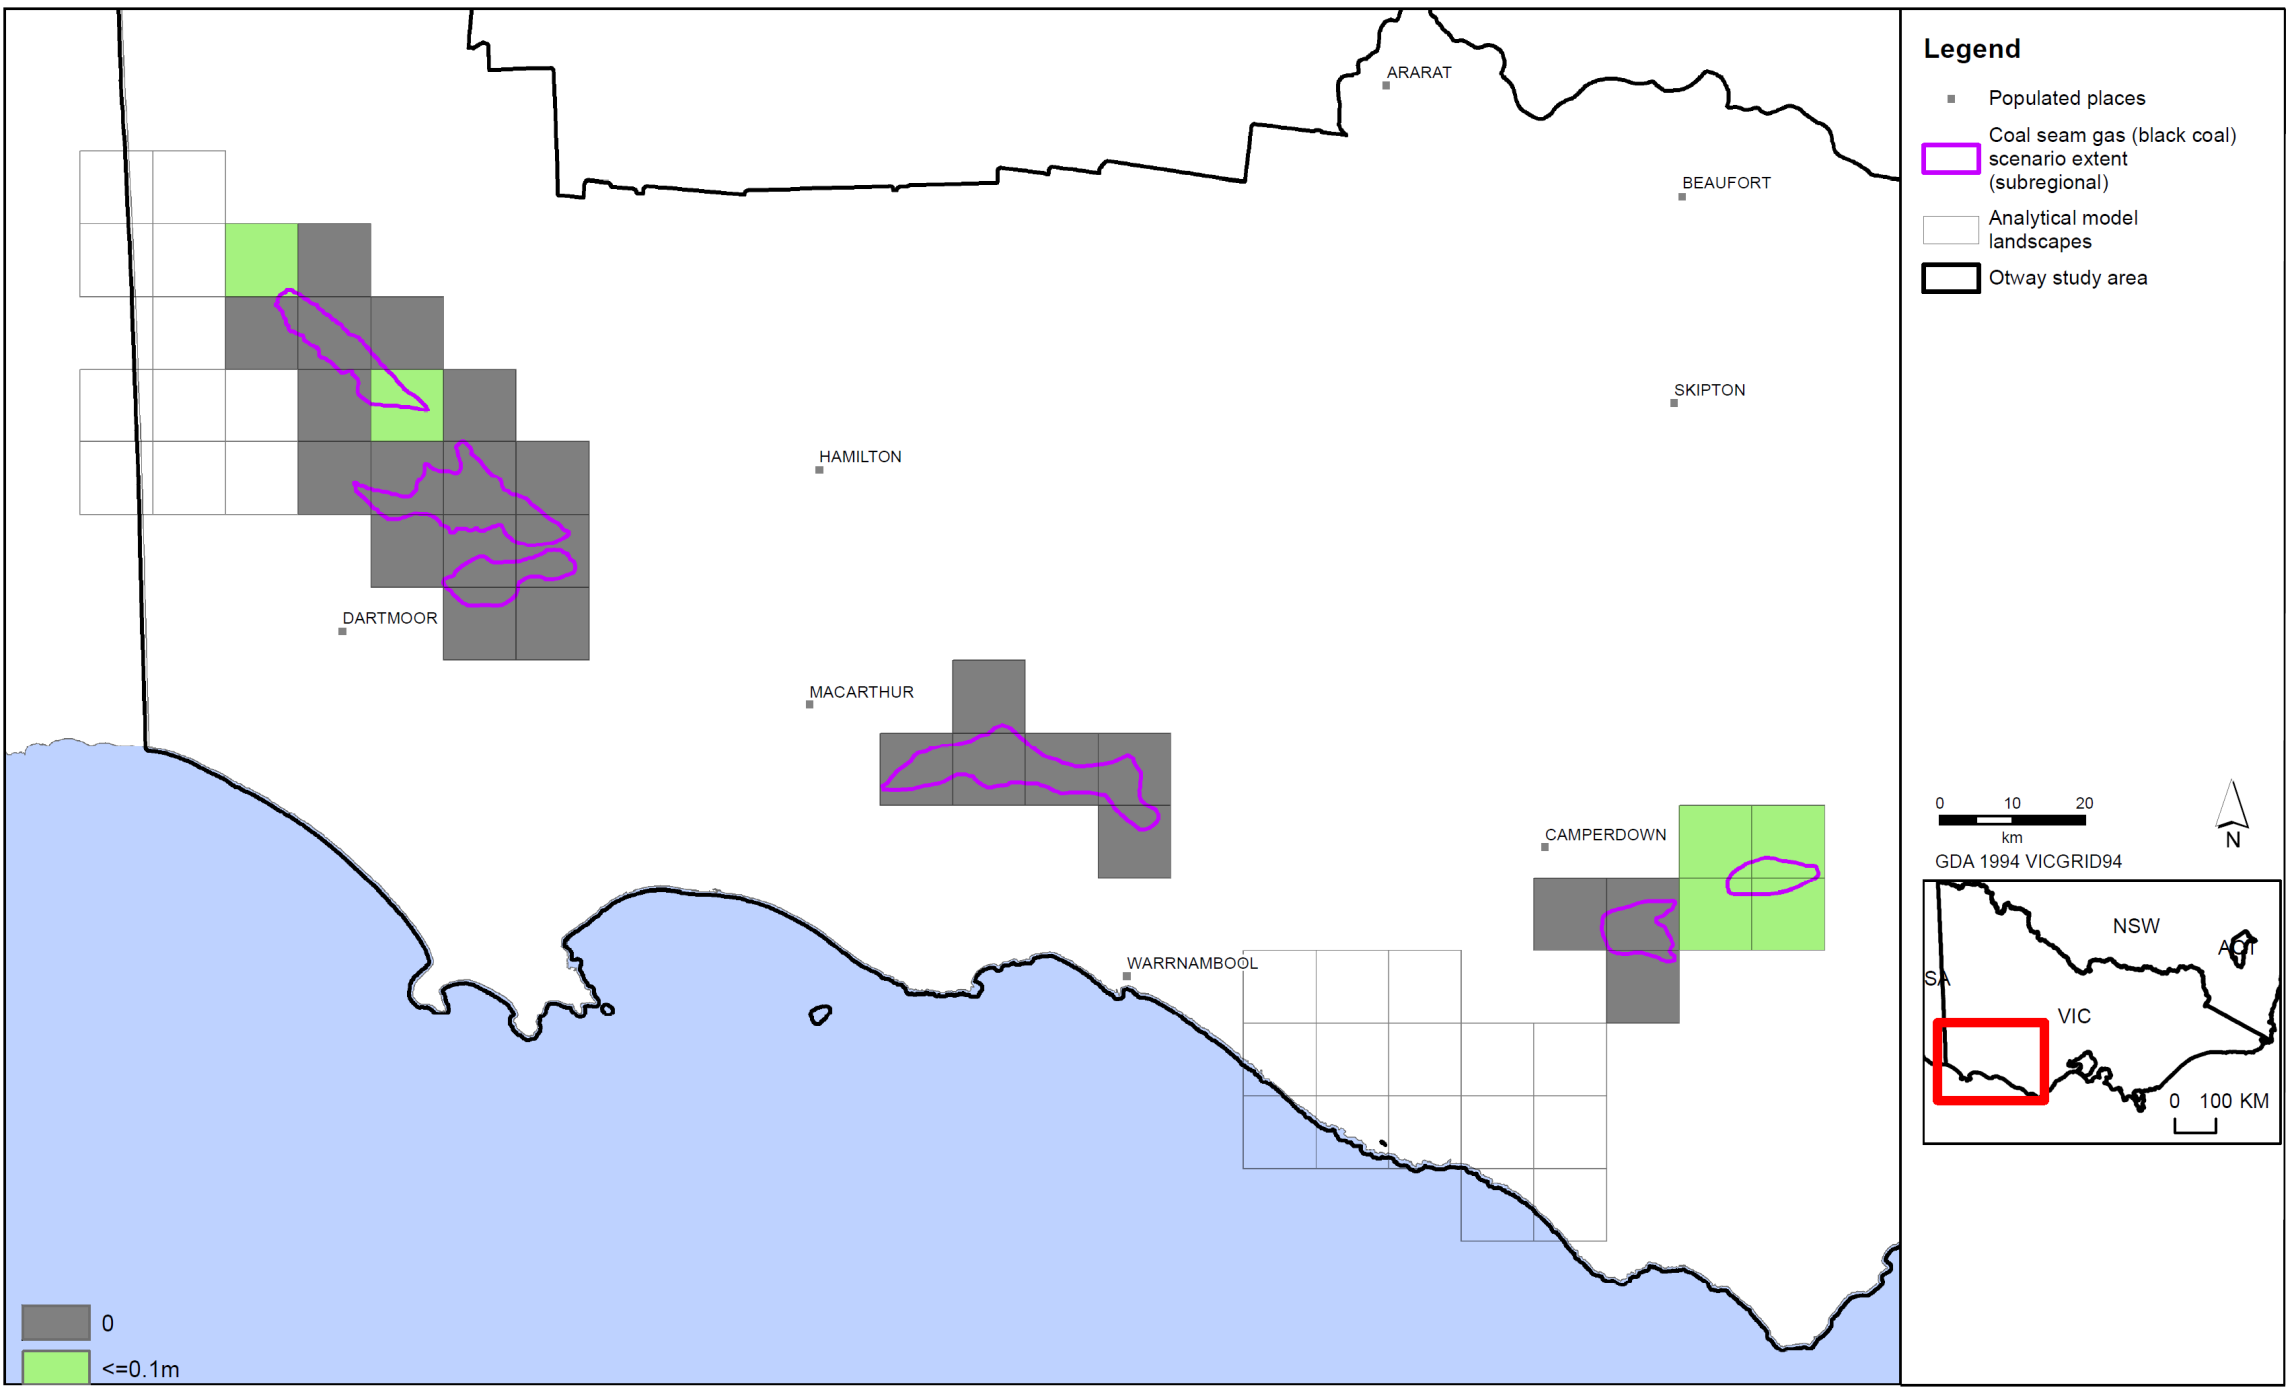 Legend
Populated places
Coal seam gas (black coal)
scenario extent
(subregional)
Analytical model
landscapes
Otway study area
ARARAT
BEAUFORT
SKIPTON
HAMILTON
DARTMOOR
MACARTHUR
CAMPERDOWN
WARRNAMBOOL
0 10 20
km
N
GDA 1994 VICGRID94
NSW
ACT
SA
VIC
0 100 KM
0
<=0.1m